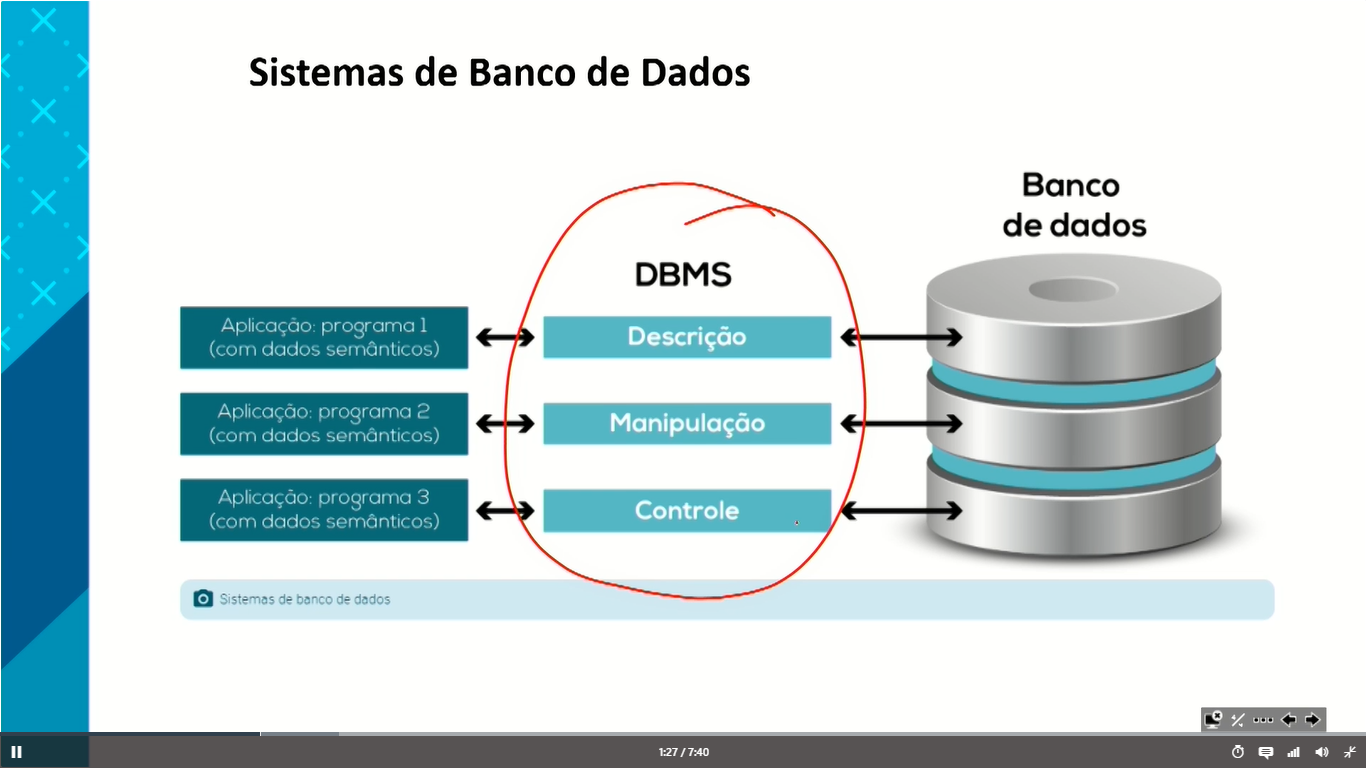 Sistemas de Banco de Dados
Banco
de dados
DBMS
Aplicação: programa 1
(com dados semânticos)
Descrição
Aplicação: programa 2
(com dados semânticos)
Manipulação
Aplicação: programa 3
(com dados semânticos)
Controle
Sistemas de banco de dados
1:27 / 7:40